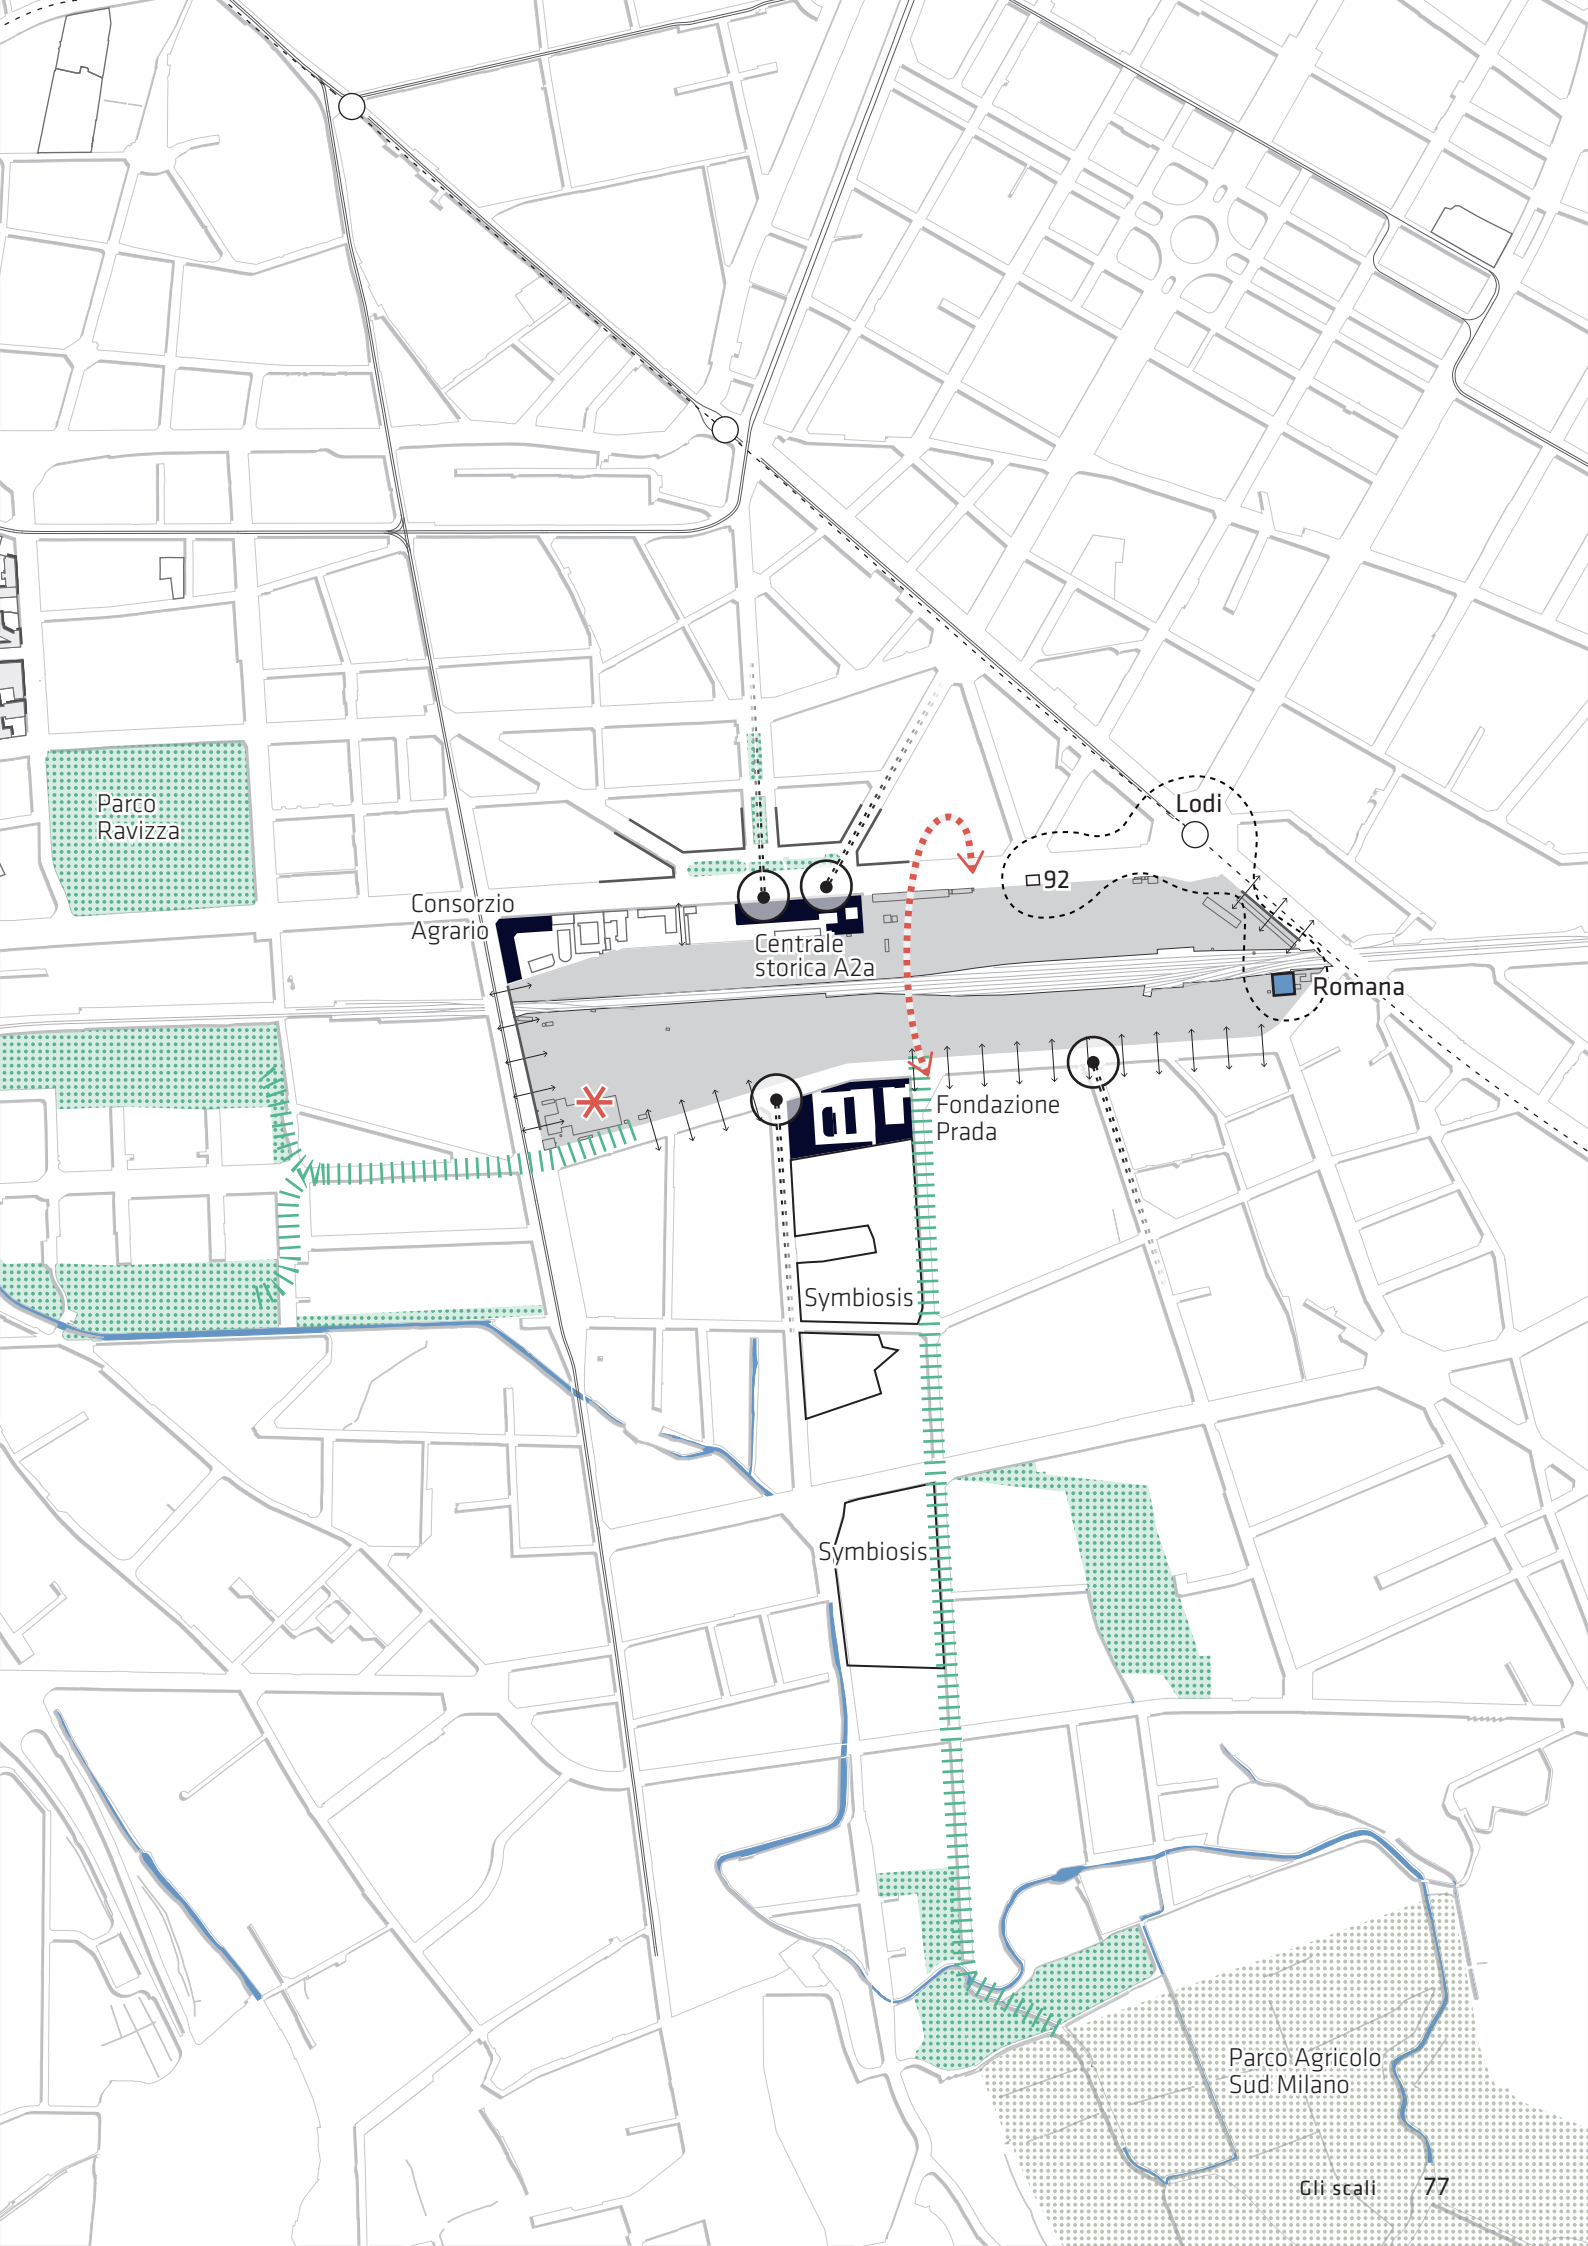 Parco
Ravizza
Lodi
92
Consorzio
Agrario
Centrale
storica A2a
Romana
Fondazione
Prada
Symbiosis
Symbiosis
Parco Agricolo
Sud Milano
Gli scali 77